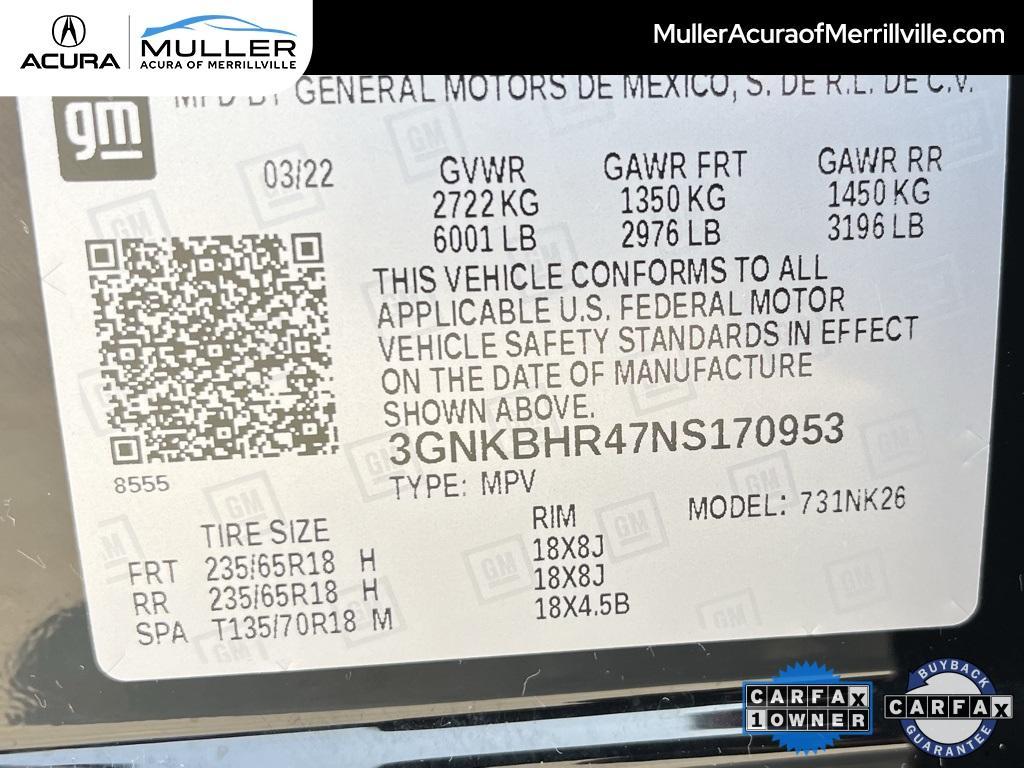 ACURA
MULLER
ACURA OF MERRILLVILLE
MullerAcuraofMerrillville.com
gm
MFD BY GENERAL MOTORS DE MEXICO, S. DE R.L. DE C.V.
03/22
GVWR GAWR FRT GAWR RR
2722 KG 1350 KG 1450 KG
6001 LB 2976 LB 3196 LB
THIS VEHICLE CONFORMS TO ALL
APPLICABLE U.S. FEDERAL MOTOR
VEHICLE SAFETY STANDARDS IN EFFECT
ON THE DATE OF MANUFACTURE
SHOWN ABOVE.
3GNKBHR47NS170953
8555
TYPE: MPV MODEL: 731NK26
TIRE SIZE RIM
FRT 235/65R18 H 18X8J
RR 235/65R18 H 18X8J
SPA T135/70R18 M 18X4.5B
CARFAX
1 OWNER
BUYBACK
CARFAX
GUARANTEE